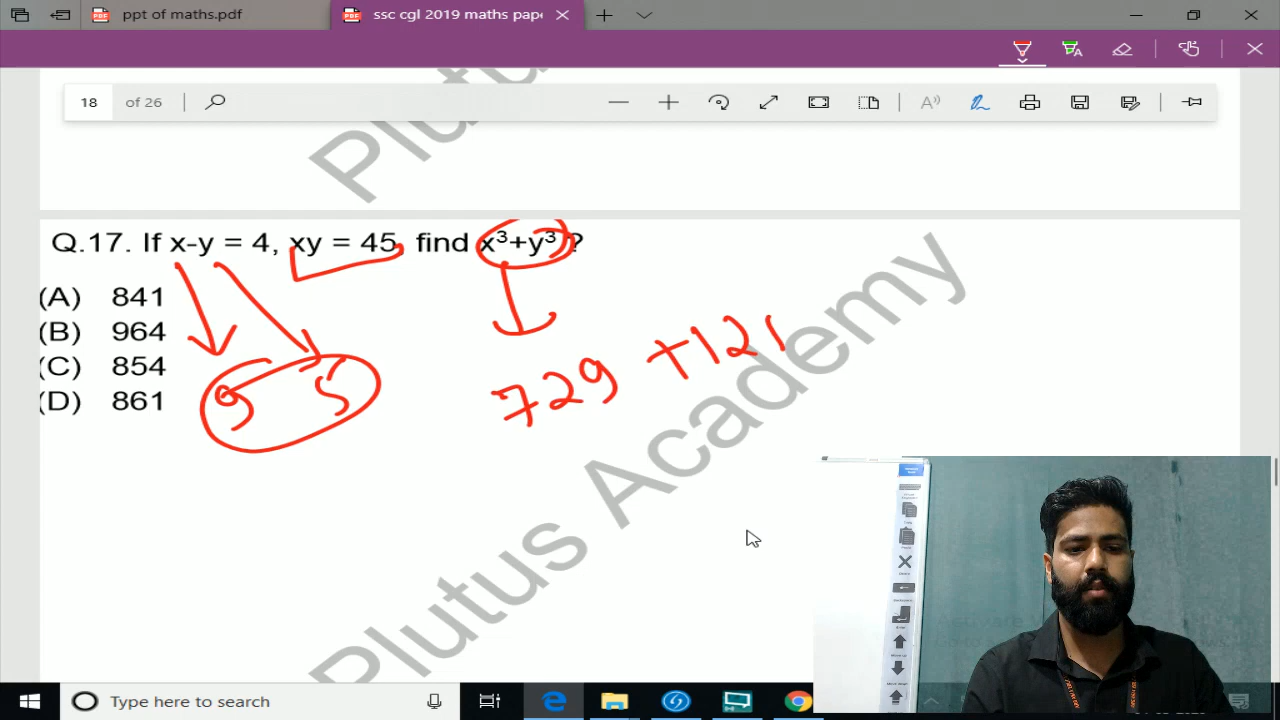 ppt of maths.pdf
ssc cgl 2019 maths pape
18 of 26
Plutus
Q.17. If x-y = 4, xy = 45, find x³+y³ ?
(A) 841
(B) 964
(C) 854
(D) 861
9 5
729 +121
Plutus Academy
Type here to search